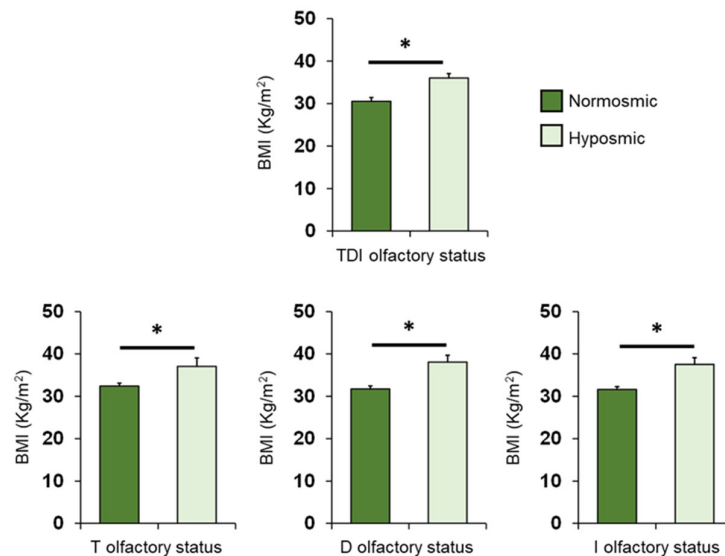 50
40
30
20
10
0
BMI (Kg/m²)
*
TDI olfactory status
Normosmic
Hyposmic
50
40
30
20
10
0
BMI (Kg/m²)
*
T olfactory status
50
40
30
20
10
0
BMI (Kg/m²)
*
D olfactory status
50
40
30
20
10
0
BMI (Kg/m²)
*
I olfactory status